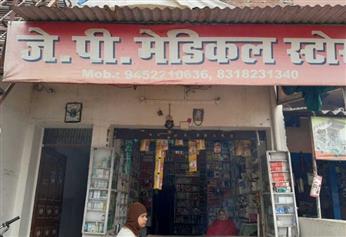 जे.पी. मेडिकल स्टो
Mob.: 9452210636, 8318231340